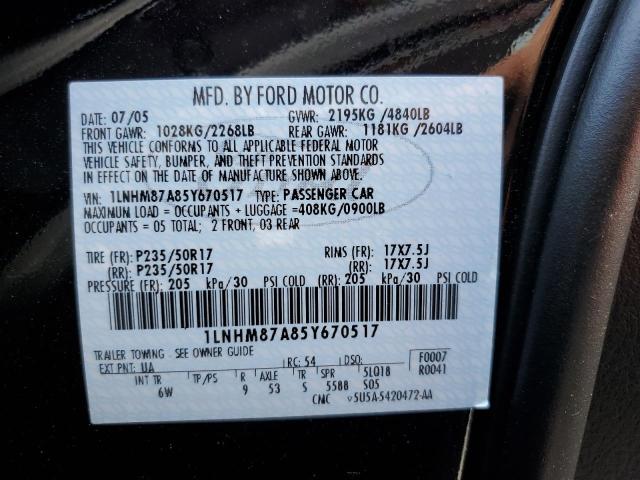 MFD. BY FORD MOTOR CO.
DATE: 07/05 GVWR: 2195KG /4840LB
FRONT GAWR: 1028KG/2268LB REAR GAWR: 1181KG /2604LB
THIS VEHICLE CONFORMS TO ALL APPLICABLE FEDERAL MOTOR
VEHICLE SAFETY, BUMPER, AND THEFT PREVENTION STANDARDS
IN EFFECT ON THE DATE OF MANUFACTURE SHOWN ABOVE.
VIN: 1LNHM87A85Y670517 TYPE: PASSENGER CAR
MAXIMUM LOAD = OCCUPANTS + LUGGAGE =408KG/0900LB
OCCUPANTS = 05 TOTAL; 2 FRONT, 03 REAR
TIRE (FR): P235/50R17 RIMS (FR): 17X7.5J
(RR): P235/50R17 (RR): 17X7.5J
PRESSURE (FR): 205 kPa/30 PSI COLD (RR): 205 kPa/30 PSI COLD
1LNHM87A85Y670517
TRAILER TOWING - SEE OWNER GUIDE
EXT PNT: UA RC: 54 DSO: F0007
R0041
INT TR TP/PS R AXLE TR SPR 5LQ18
6W 9 53 S 5588 S05
CMC v5U5A-5420472-AA